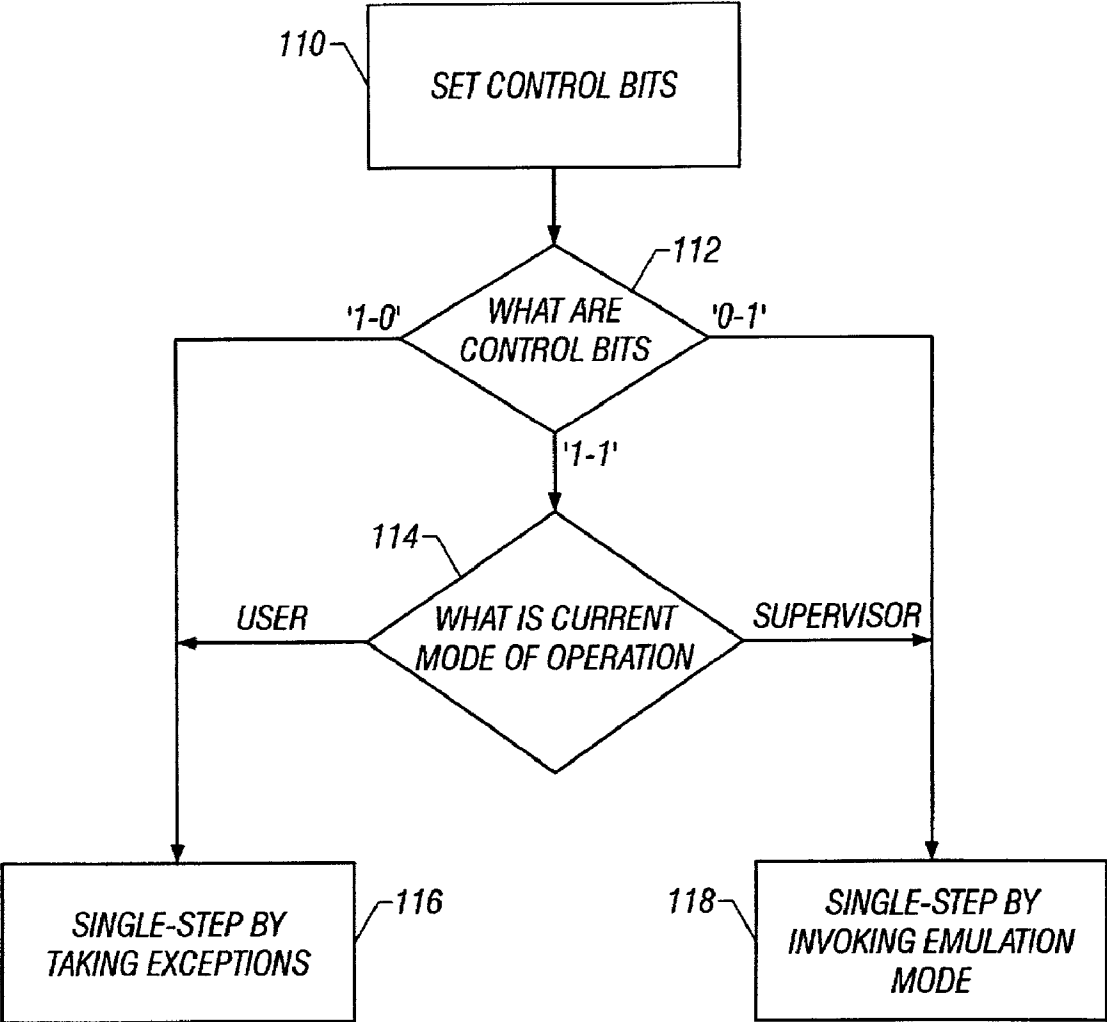 110
SET CONTROL BITS
112
'1-0'
WHAT ARE
CONTROL BITS
'0-1'
'1-1'
114
USER
WHAT IS CURRENT
MODE OF OPERATION
SUPERVISOR
SINGLE-STEP BY
TAKING EXCEPTIONS
116
118
SINGLE-STEP BY
INVOKING EMULATION
MODE